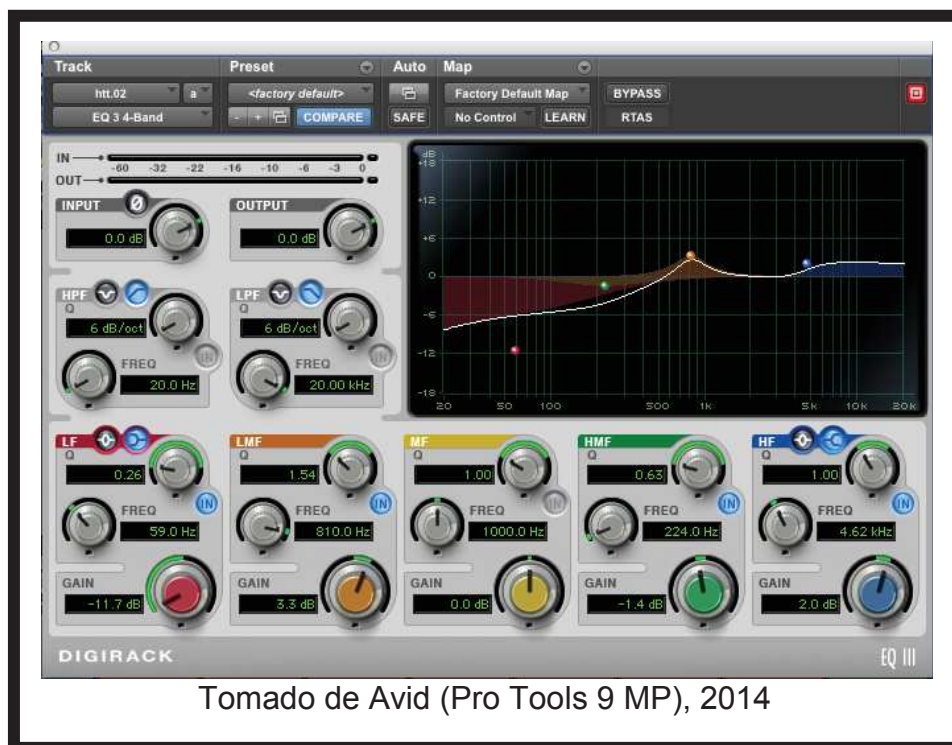 Track Preset Auto Map
htt.02 a <factory default> Factory Default Map BYPASS
EQ 3 4-Band - + COMPARE SAFE No Control LEARN RTAS
IN -60 -32 -22 -16 -10 -6 -3 0
OUT
INPUT OUTPUT
0.0 dB 0.0 dB
HPF LPF
Q Q
6 dB/oct 6 dB/oct
IN IN
FREQ FREQ
20.0 Hz 20.00 kHz
dB
+18
+12
+6
0
-6
-12
-18
20 50 100 500 1k 5k 10k 20k
LF LMF MF HMF HF
Q Q Q Q Q
0.26 1.54 1.00 0.63 1.00
IN IN IN IN IN
FREQ FREQ FREQ FREQ FREQ
59.0 Hz 810.0 Hz 1000.0 Hz 224.0 Hz 4.62 kHz
GAIN GAIN GAIN GAIN GAIN
-11.7 dB 3.3 dB 0.0 dB -1.4 dB 2.0 dB
DIGIRACK EQ III
Tomado de Avid (Pro Tools 9 MP), 2014